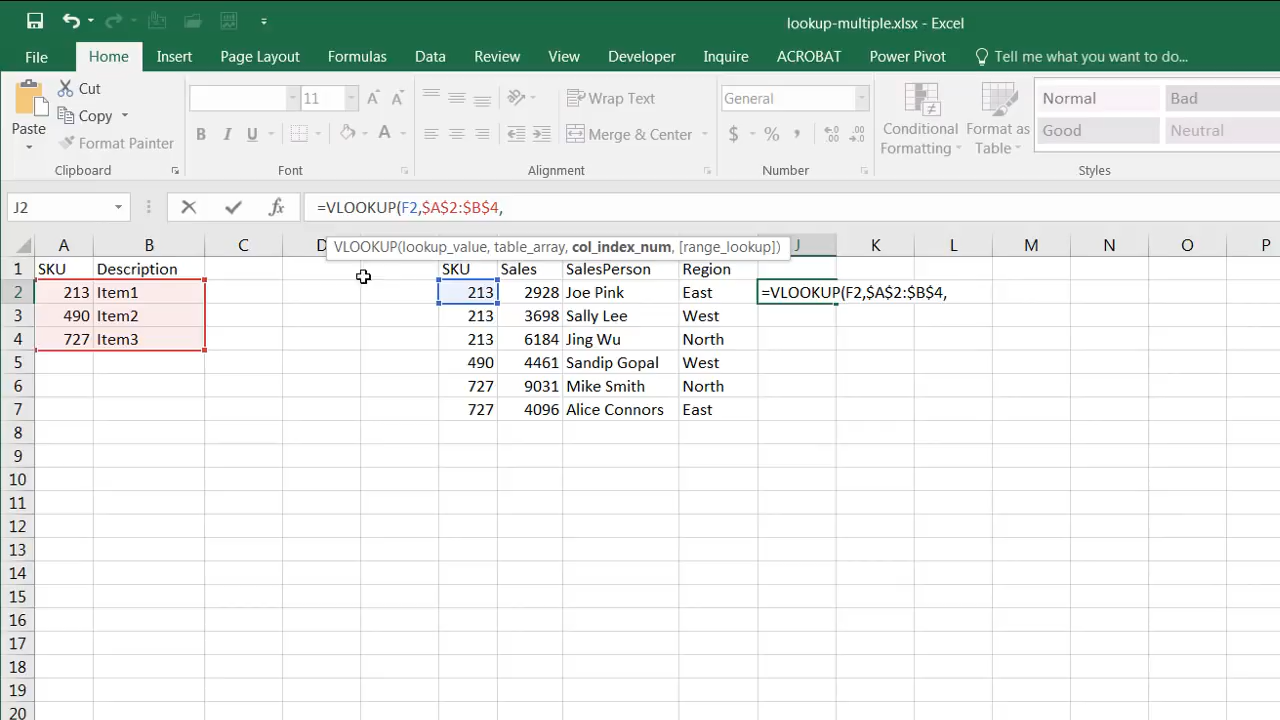 lookup-multiple.xlsx - Excel
File Home Insert Page Layout Formulas Data Review View Developer Inquire ACROBAT Power Pivot Tell me what you want to do...
Cut
Copy
Format Painter
Paste
11
Wrap Text
Merge & Center
General
$ % ,
Conditional Formatting
Format as Table
Normal Bad
Good Neutral
Clipboard Font Alignment Number Styles
J2 fx =VLOOKUP(F2,$A$2:$B$4,
VLOOKUP(lookup_value, table_array, col_index_num, [range_lookup])
A B C D J K L M N O P
1 SKU Description SKU Sales SalesPerson Region
2 213 Item1 213 2928 Joe Pink East =VLOOKUP(F2,$A$2:$B$4,
3 490 Item2 213 3698 Sally Lee West
4 727 Item3 213 6184 Jing Wu North
5 490 4461 Sandip Gopal West
6 727 9031 Mike Smith North
7 727 4096 Alice Connors East
8
9
10
11
12
13
14
15
16
17
18
19
20